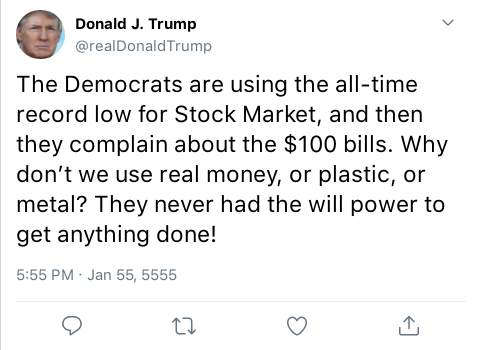 Donald J. Trump
@realDonaldTrump
The Democrats are using the all-time
record low for Stock Market, and then
they complain about the $100 bills. Why
don’t we use real money, or plastic, or
metal? They never had the will power to
get anything done!
5:55 PM · Jan 55, 5555